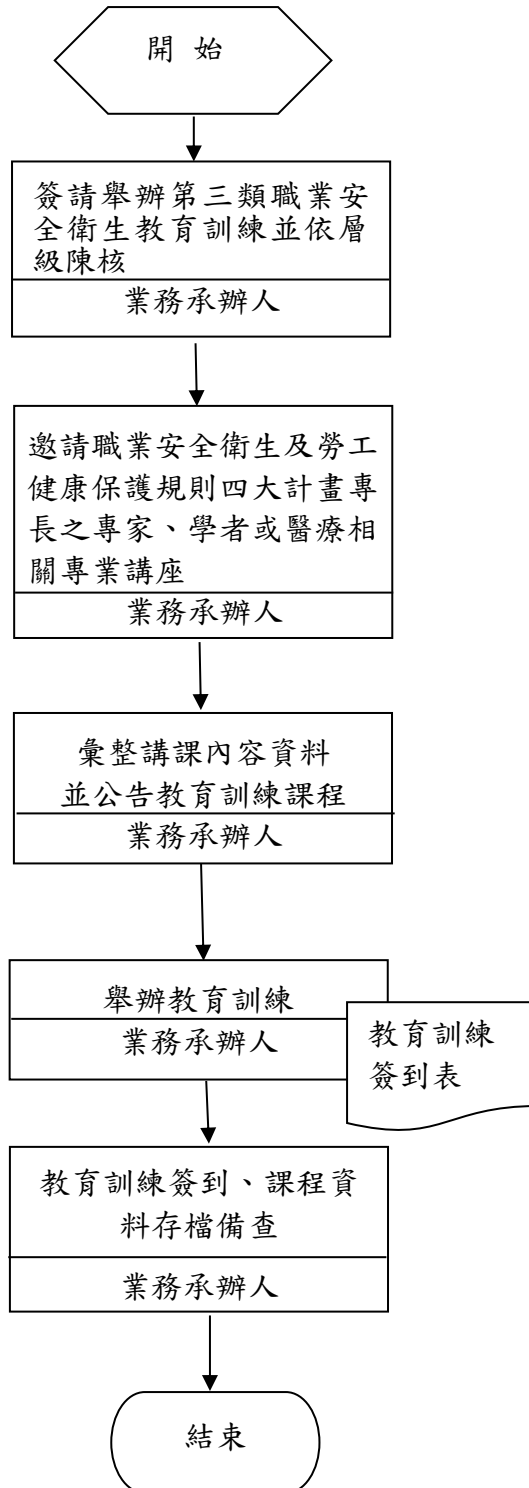 開 始
簽請舉辦第三類職業安
全衛生教育訓練並依層
級陳核
業務承辦人
邀請職業安全衛生及勞工
健康保護規則四大計畫專
長之專家、學者或醫療相
關專業講座
業務承辦人
彙整講課內容資料
並公告教育訓練課程
業務承辦人
舉辦教育訓練
業務承辦人
教育訓練
簽到表
教育訓練簽到、課程資
料存檔備查
業務承辦人
結束